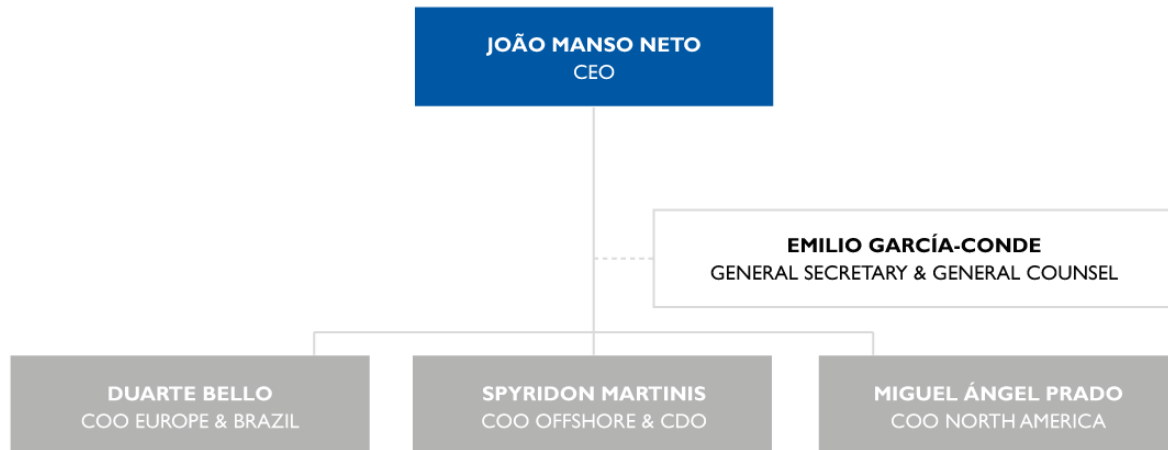 JOÃO MANSO NETO
CEO
EMILIO GARCÍA-CONDE
GENERAL SECRETARY & GENERAL COUNSEL
DUARTE BELLO
COO EUROPE & BRAZIL
SPYRIDON MARTINIS
COO OFFSHORE & CDO
MIGUEL ÁNGEL PRADO
COO NORTH AMERICA